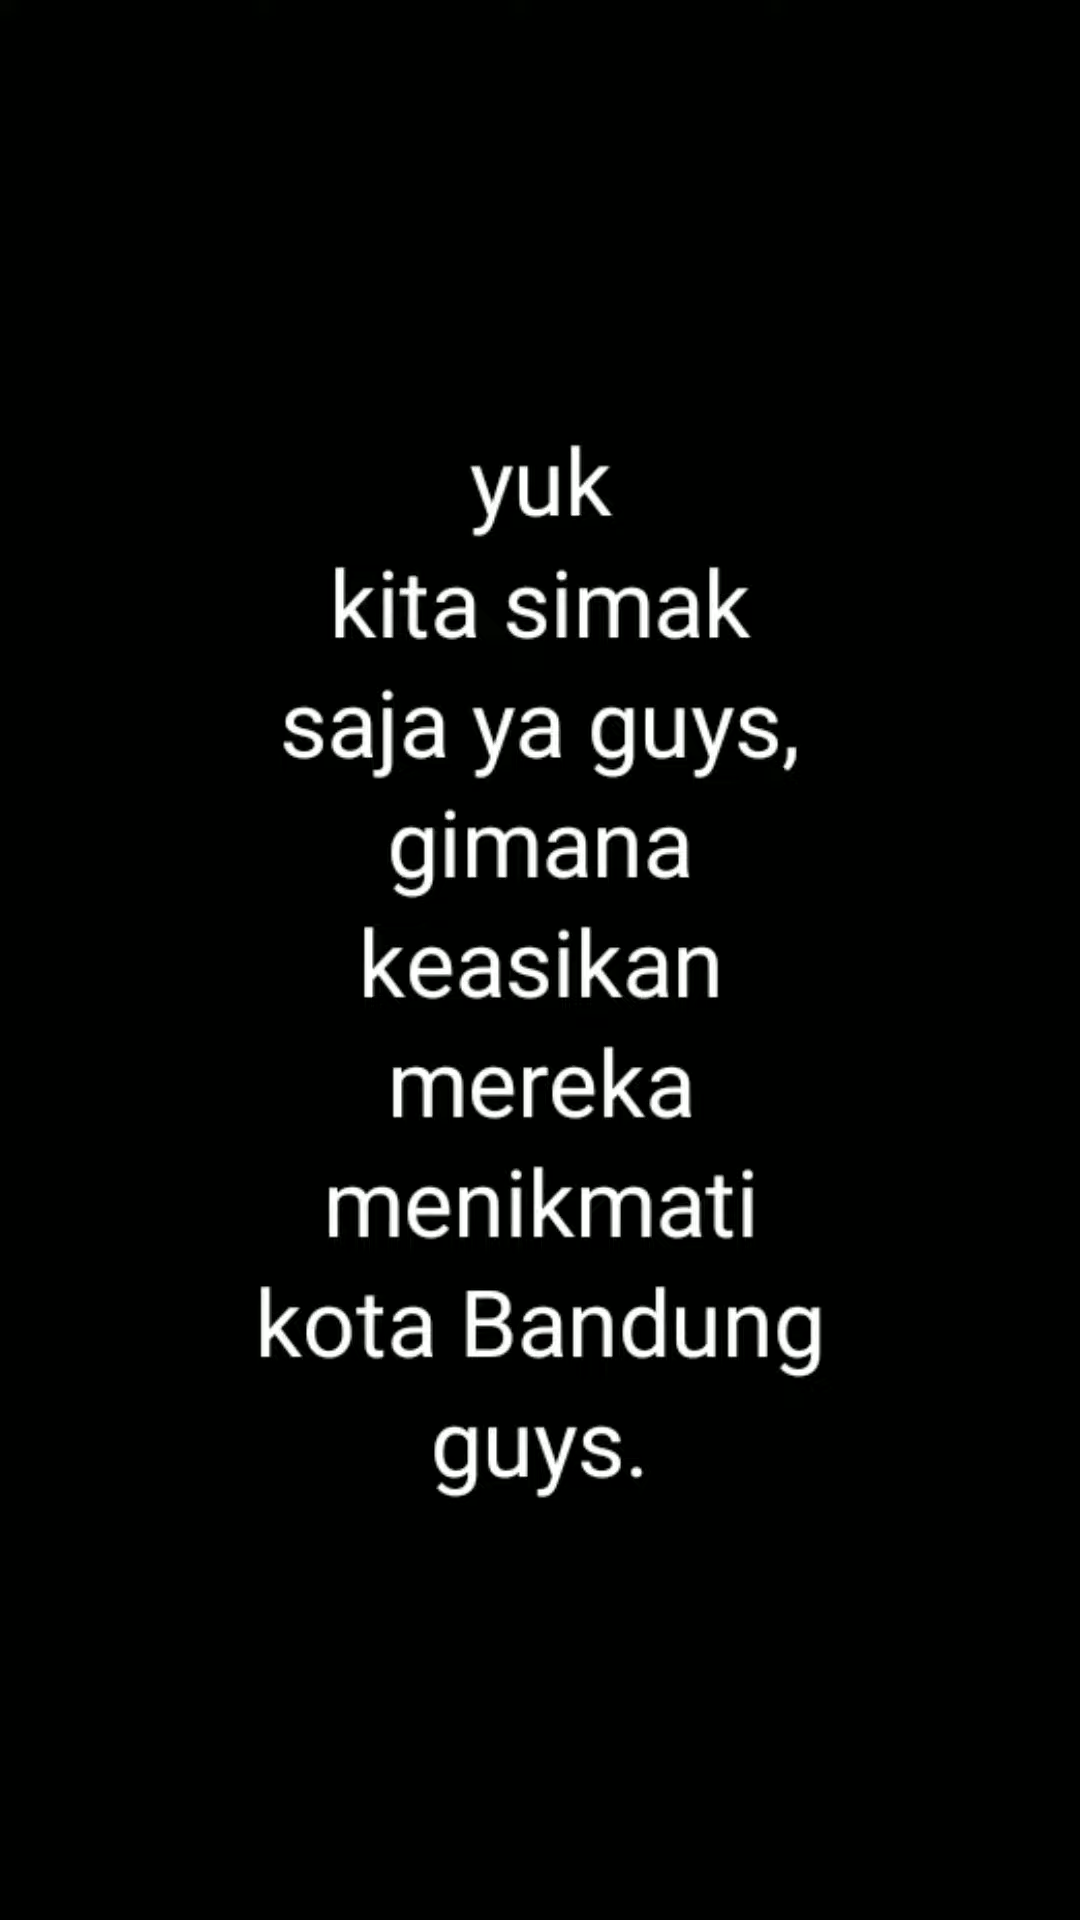 yuk
kita simak
saja ya guys,
gimana
keasikan
mereka
menikmati
kota Bandung
guys.